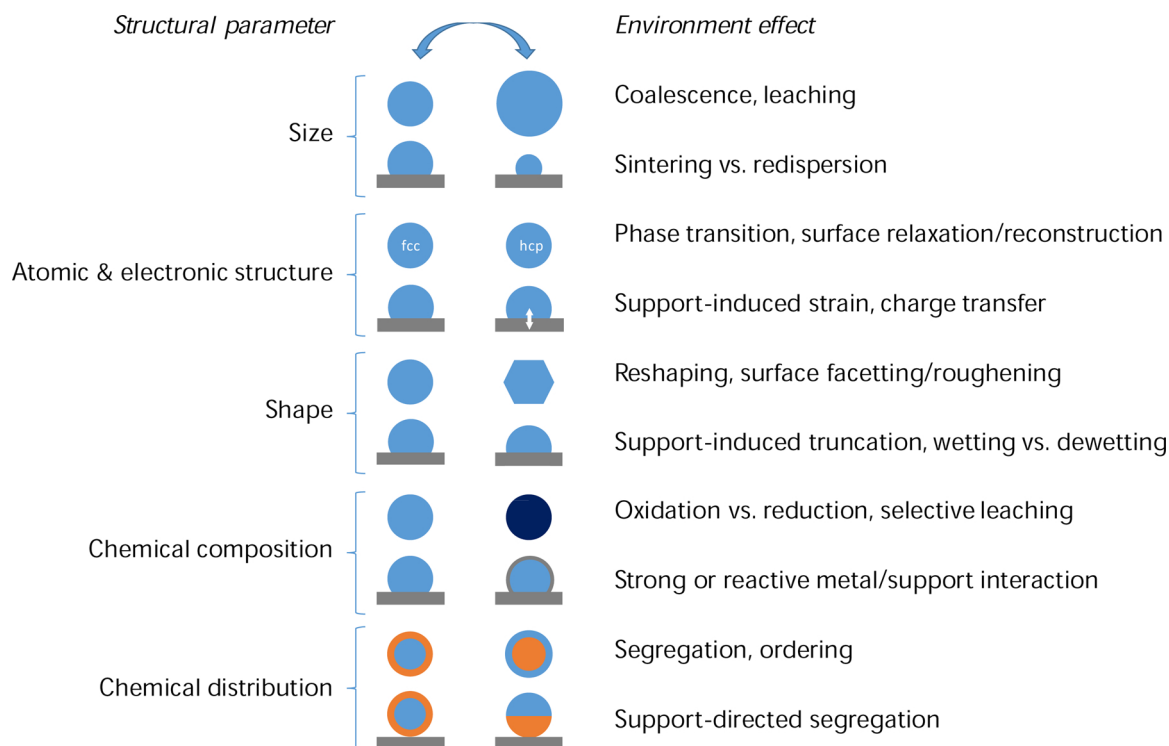 Structural parameter
Environment effect
Size
Coalescence, leaching
Sintering vs. redispersion
Atomic & electronic structure
fcc
hcp
Phase transition, surface relaxation/reconstruction
Support-induced strain, charge transfer
Shape
Reshaping, surface facetting/roughening
Support-induced truncation, wetting vs. dewetting
Chemical composition
Oxidation vs. reduction, selective leaching
Strong or reactive metal/support interaction
Chemical distribution
Segregation, ordering
Support-directed segregation